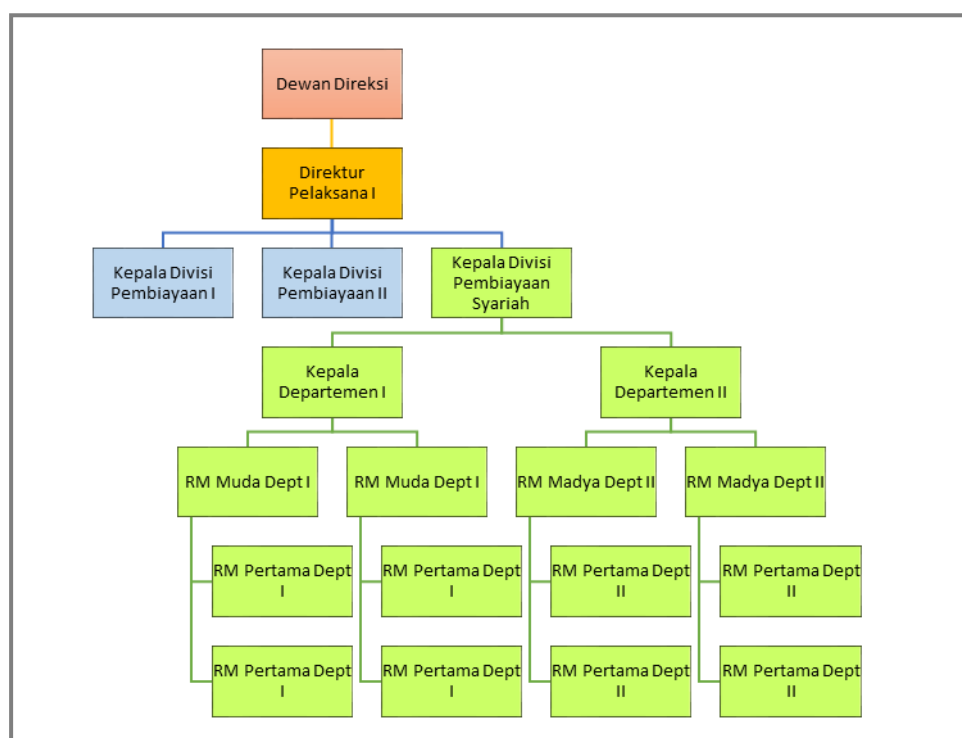 Dewan Direksi
Direktur
Pelaksana I
Kepala Divisi
Pembiayaan I
Kepala Divisi
Pembiayaan II
Kepala Divisi
Pembiayaan
Syariah
Kepala
Departemen I
Kepala
Departemen II
RM Muda Dept I
RM Muda Dept I
RM Madya Dept II
RM Madya Dept II
RM Pertama Dept
I
RM Pertama Dept
I
RM Pertama Dept
II
RM Pertama Dept
II
RM Pertama Dept
I
RM Pertama Dept
I
RM Pertama Dept
II
RM Pertama Dept
II